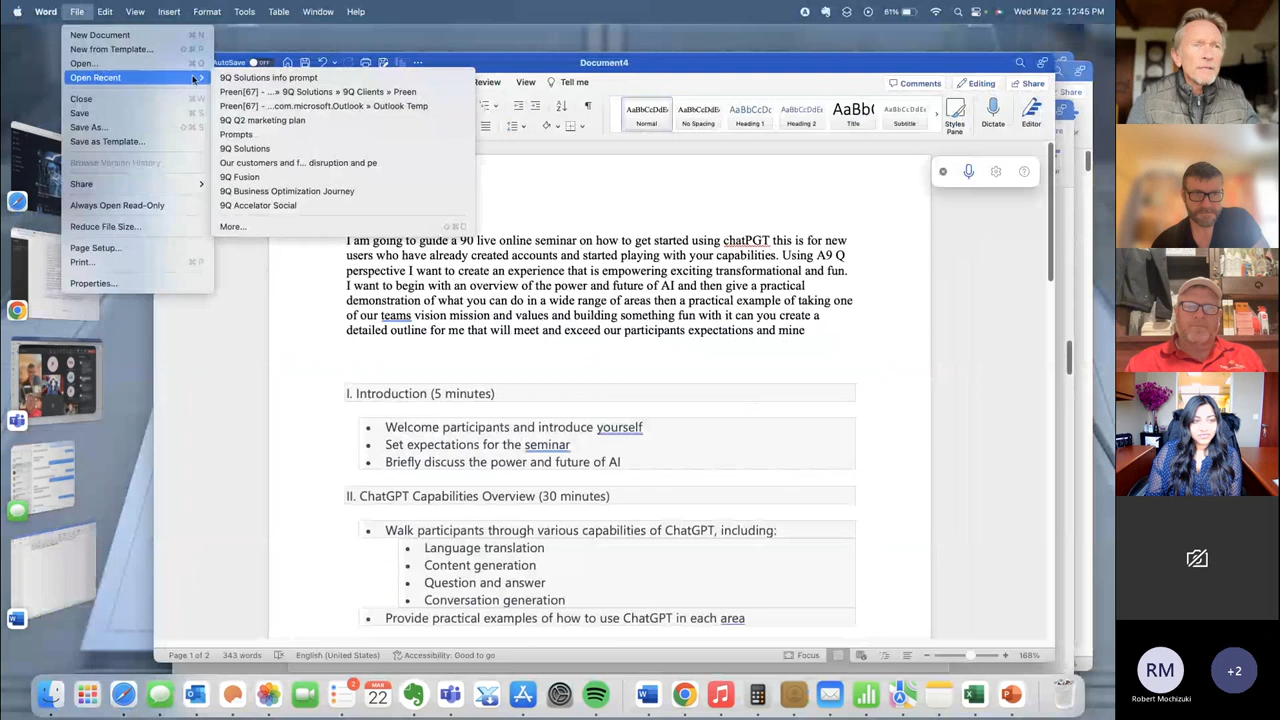 Word File Edit View Insert Format Tools Table Window Help 61% Wed Mar 22 12:45 PM
New Document ⌘ N
New from Template... ⇧ ⌘ P
Open... ⌘ O
Open Recent
Close ⌘ W
Save ⌘ S
Save As... ⇧ ⌘ S
Save as Template...
Browse Version History
Share
Always Open Read-Only
Reduce File Size...
Page Setup...
Print... ⌘ P
Properties...
9Q Solutions info prompt
Preen[67] - ...» 9Q Solutions » 9Q Clients » Preen
Preen[67] - ...com.microsoft.Outlook » Outlook Temp
9Q Q2 marketing plan
Prompts
9Q Solutions
Our customers and f... disruption and pe
9Q Fusion
9Q Business Optimization Journey
9Q Accelator Social
More...
AutoSave
Document4
Review View Tell me
Comments Editing Share
Share
AaBbCcDdEe Normal
AaBbCcDdEe No Spacing
AaBbCcDc Heading 1
AaBbCcDdEe Heading 2
AaBb( Title
AaBbCcDdEe Subtitle
Styles Pane
Dictate
Editor
I am going to guide a 90 live online seminar on how to get started using chatPGT this is for new
users who have already created accounts and started playing with your capabilities. Using A9 Q
perspective I want to create an experience that is empowering exciting transformational and fun.
I want to begin with an overview of the power and future of AI and then give a practical
demonstration of what you can do in a wide range of areas then a practical example of taking one
of our teams vision mission and values and building something fun with it can you create a
detailed outline for me that will meet and exceed our participants expectations and mine
I. Introduction (5 minutes)
• Welcome participants and introduce yourself
• Set expectations for the seminar
• Briefly discuss the power and future of AI
II. ChatGPT Capabilities Overview (30 minutes)
• Walk participants through various capabilities of ChatGPT, including:
• Language translation
• Content generation
• Question and answer
• Conversation generation
• Provide practical examples of how to use ChatGPT in each area
Page 1 of 2 343 words English (United States) Accessibility: Good to go Focus 168%
MAR
22
2
RM
Robert Mochizuki
+2